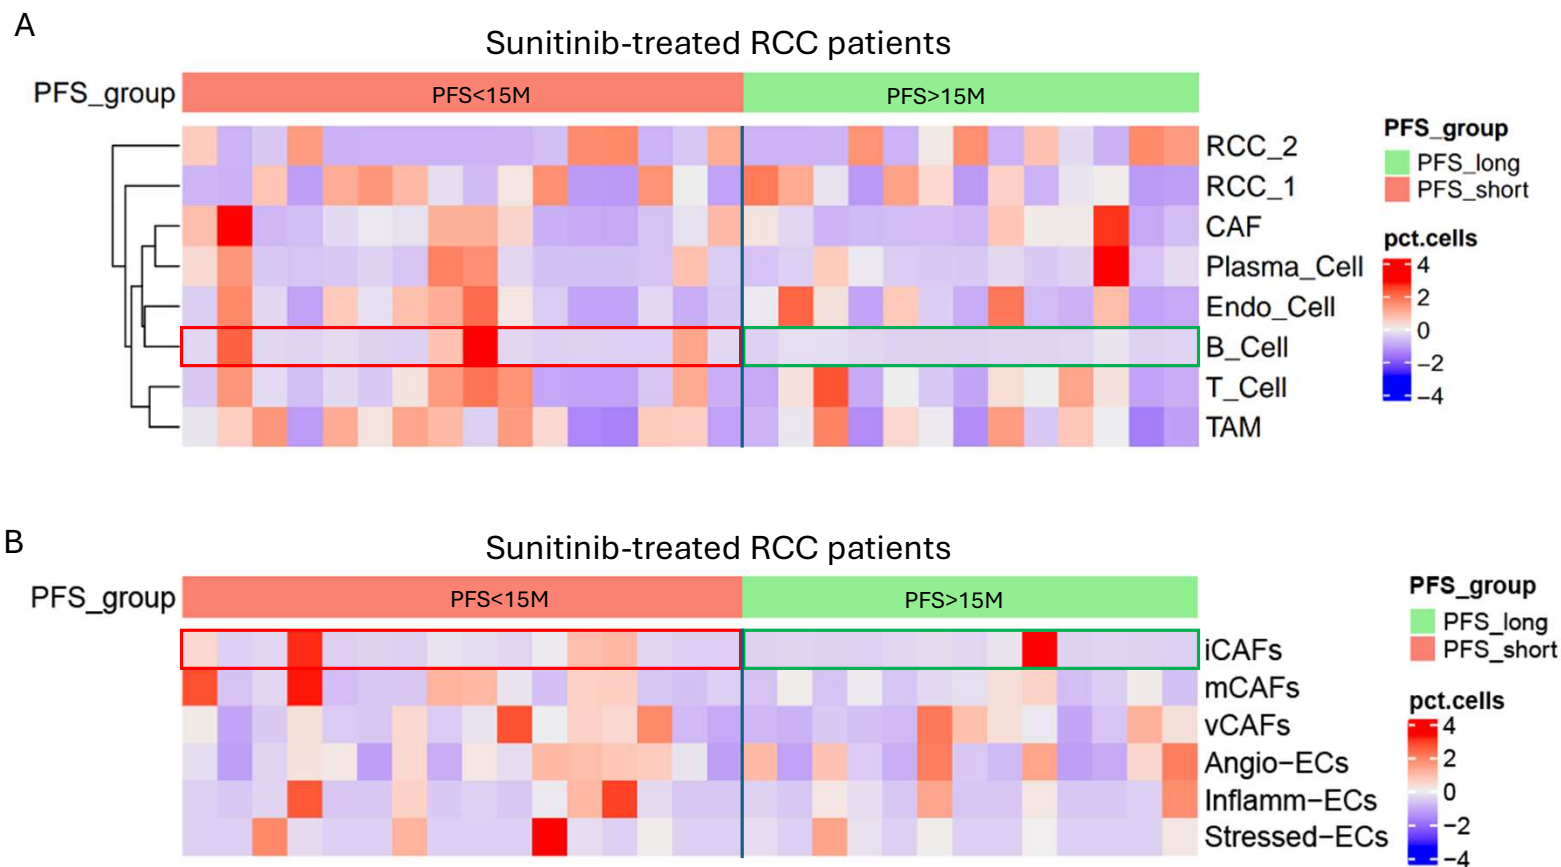 A
Sunitinib-treated RCC patients
PFS_group
PFS<15M
PFS>15M
RCC_2
RCC_1
CAF
Plasma_Cell
Endo_Cell
B_Cell
T_Cell
TAM
PFS_group
PFS_long
PFS_short
pct.cells
4
2
0
−2
−4
B
Sunitinib-treated RCC patients
PFS_group
PFS<15M
PFS>15M
iCAFs
mCAFs
vCAFs
Angio−ECs
Inflamm−ECs
Stressed−ECs
PFS_group
PFS_long
PFS_short
pct.cells
4
2
0
−2
−4